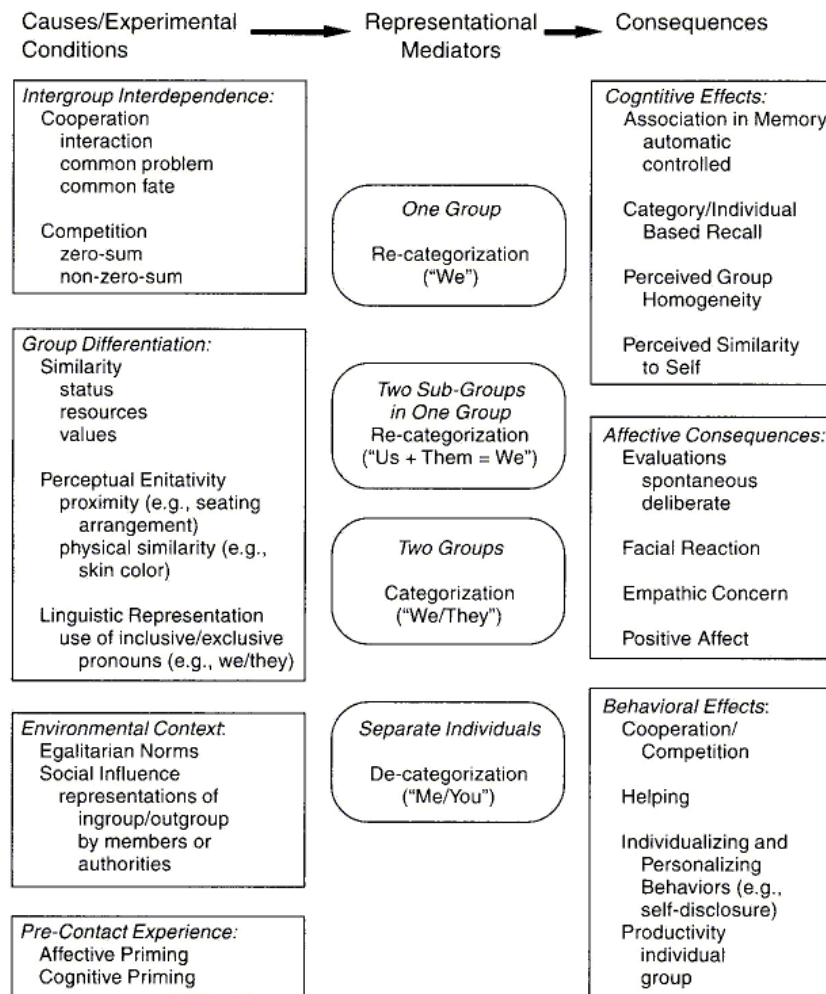 Causes/Experimental
Conditions
Representational
Mediators
Consequences
Intergroup Interdependence:
Cooperation
interaction
common problem
common fate
Competition
zero-sum
non-zero-sum
Group Differentiation:
Similarity
status
resources
values
Perceptual Enitativity
proximity (e.g., seating
arrangement)
physical similarity (e.g.,
skin color)
Linguistic Representation
use of inclusive/exclusive
pronouns (e.g., we/they)
Environmental Context:
Egalitarian Norms
Social Influence
representations of
ingroup/outgroup
by members or
authorities
Pre-Contact Experience:
Affective Priming
Cognitive Priming
One Group
Re-categorization
(“We”)
Two Sub-Groups
in One Group
Re-categorization
(“Us + Them = We”)
Two Groups
Categorization
(“We/They”)
Separate Individuals
De-categorization
(“Me/You”)
Cogntitive Effects:
Association in Memory
automatic
controlled
Category/Individual
Based Recall
Perceived Group
Homogeneity
Perceived Similarity
to Self
Affective Consequences:
Evaluations
spontaneous
deliberate
Facial Reaction
Empathic Concern
Positive Affect
Behavioral Effects:
Cooperation/
Competition
Helping
Individualizing and
Personalizing
Behaviors (e.g.,
self-disclosure)
Productivity
individual
group